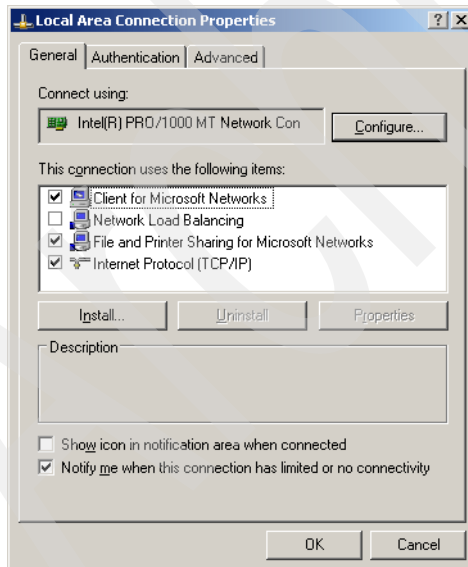 Local Area Connection Properties
General Authentication Advanced
Connect using:
Intel(R) PRO/1000 MT Network Con Configure...
This connection uses the following items:
Client for Microsoft Networks
Network Load Balancing
File and Printer Sharing for Microsoft Networks
Internet Protocol (TCP/IP)
Install... Uninstall Properties
Description
Show icon in notification area when connected
Notify me when this connection has limited or no connectivity
OK Cancel